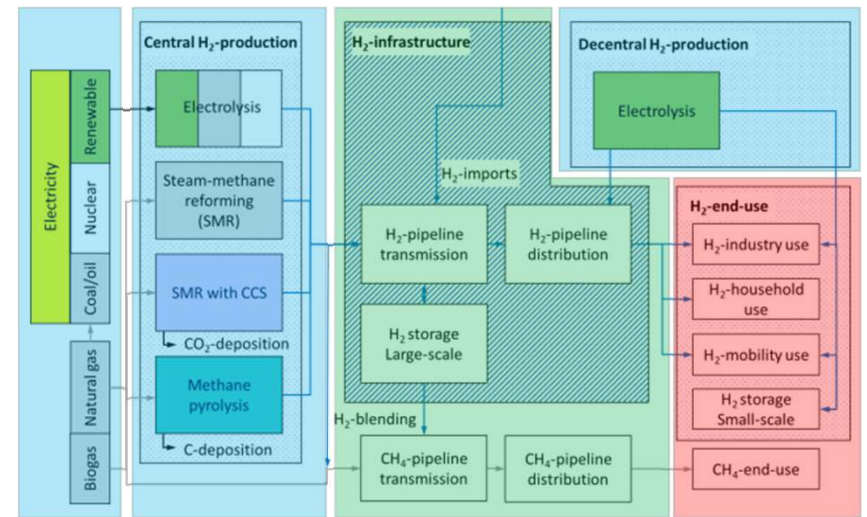 Central H₂-production
H₂-infrastructure
Decentral H₂-production
Electricity
Renewable
Nuclear
Coal/oil
Natural gas
Biogas
Electrolysis
Steam-methane
reforming
(SMR)
SMR with CCS
CO₂-deposition
Methane
pyrolysis
C-deposition
H₂-imports
H₂-pipeline
transmission
H₂-pipeline
distribution
H₂ storage
Large-scale
H₂-blending
CH₄-pipeline
transmission
CH₄-pipeline
distribution
Electrolysis
H₂-end-use
H₂-industry use
H₂-household
use
H₂-mobility use
H₂ storage
Small-scale
CH₄-end-use